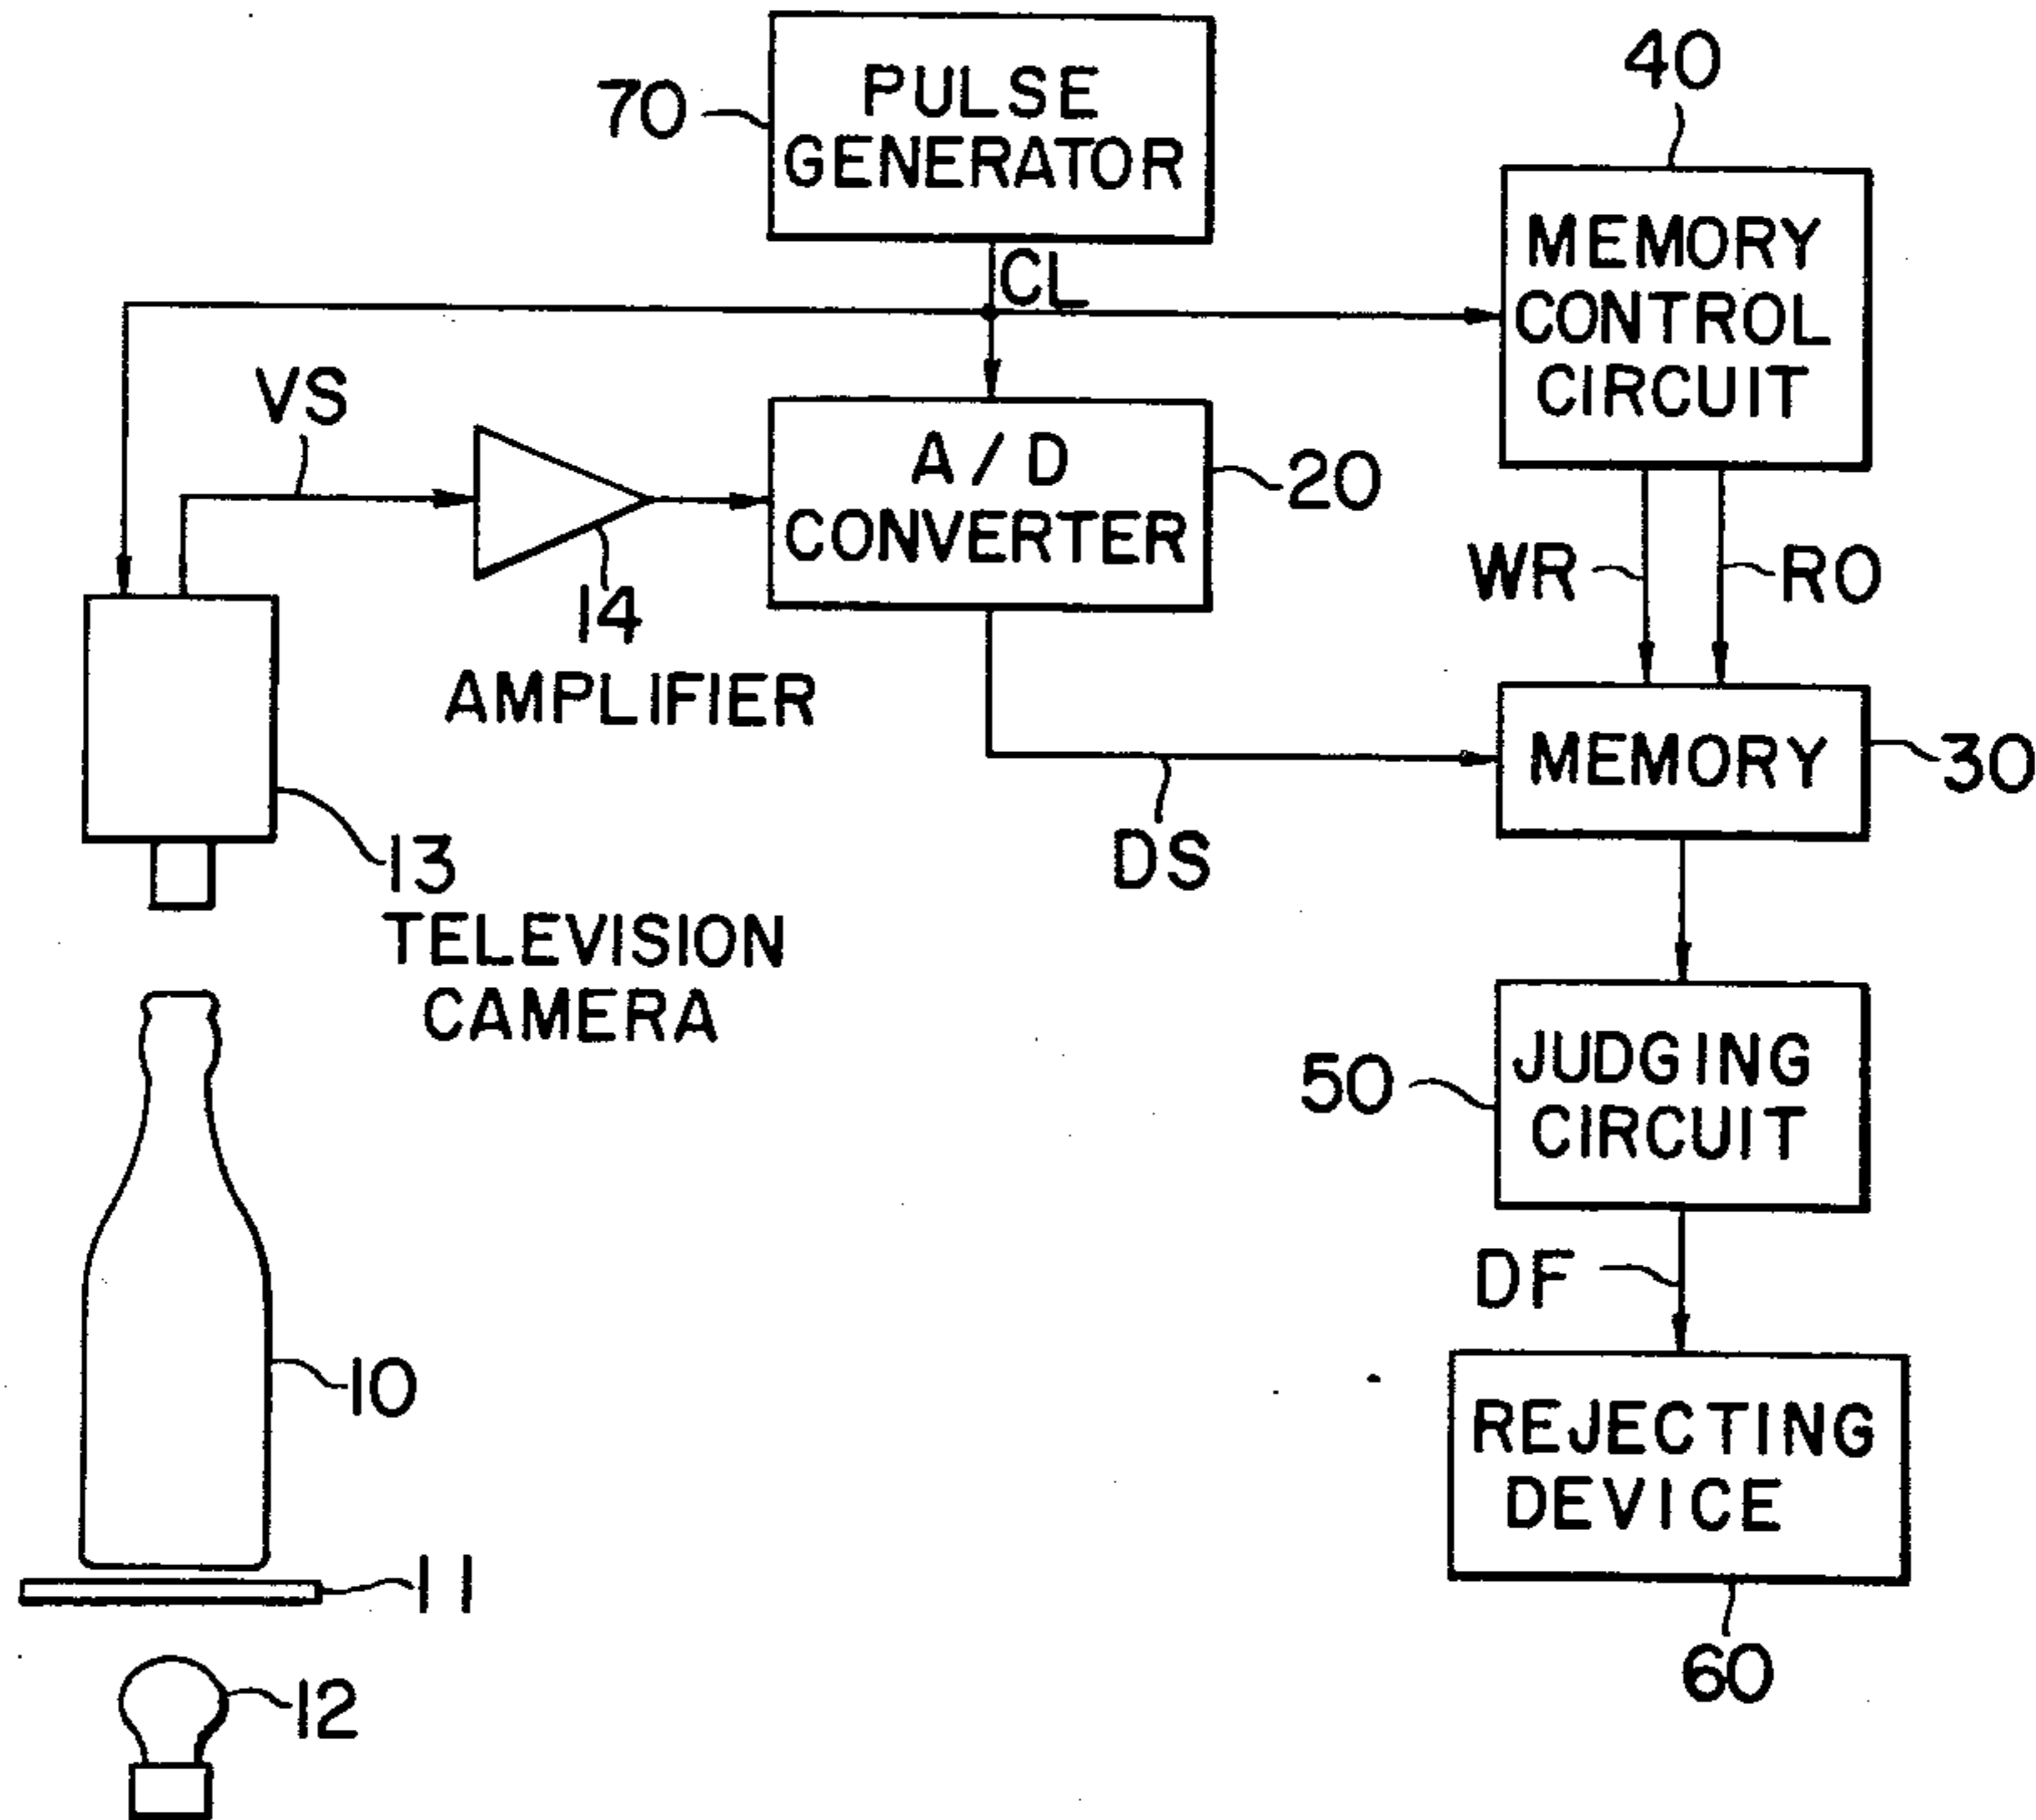 PULSE
GENERATOR
70
40
MEMORY
CONTROL
CIRCUIT
CL
VS
A/D
CONVERTER
20
14
AMPLIFIER
WR
RO
MEMORY
30
DS
13
TELEVISION
CAMERA
JUDGING
CIRCUIT
50
DF
10
REJECTING
DEVICE
60
11
12